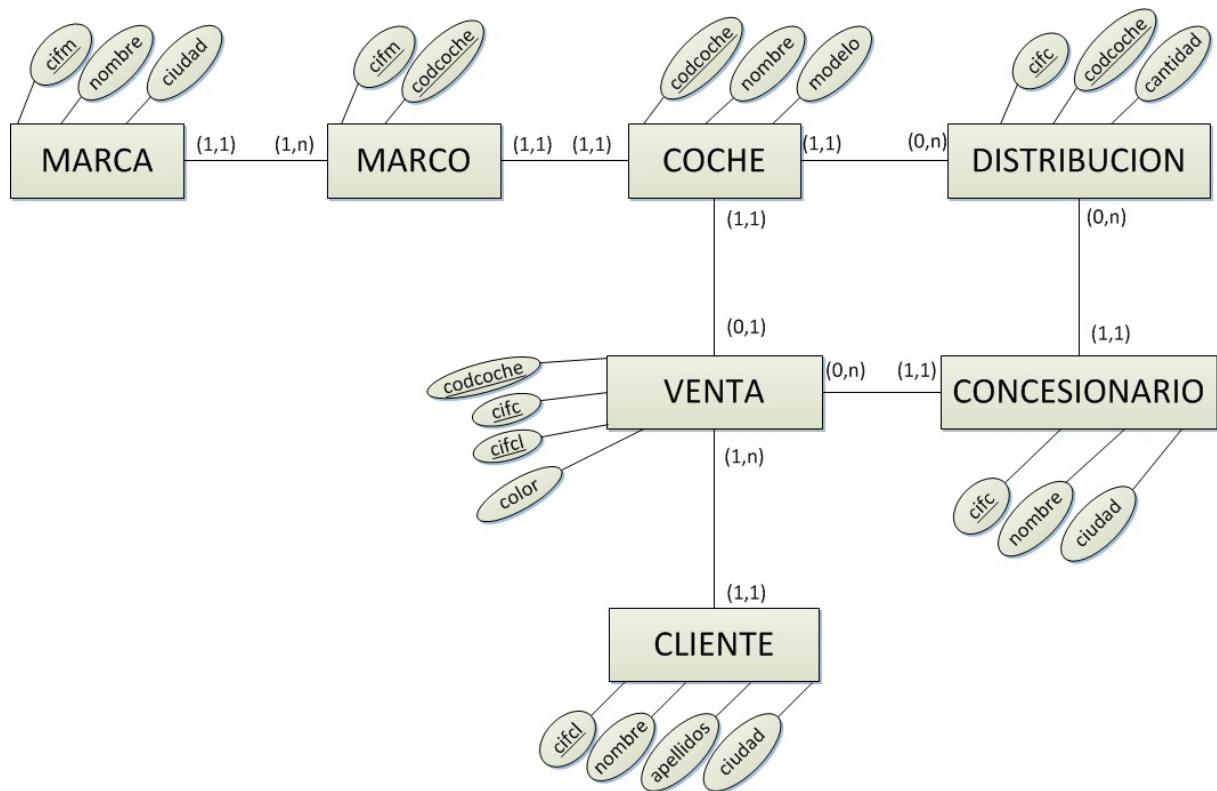 cifm
nombre
ciudad
cifm
codcoche
codcoche
nombre
modelo
cifc
codcoche
cantidad
MARCA
(1,1)
(1,n)
MARCO
(1,1)
(1,1)
COCHE
(1,1)
(0,n)
DISTRIBUCION
(1,1)
(0,n)
(0,1)
(1,1)
codcoche
cifc
cifcl
color
VENTA
(0,n)
(1,1)
CONCESIONARIO
(1,n)
cifc
nombre
ciudad
(1,1)
CLIENTE
cifcl
nombre
apellidos
ciudad